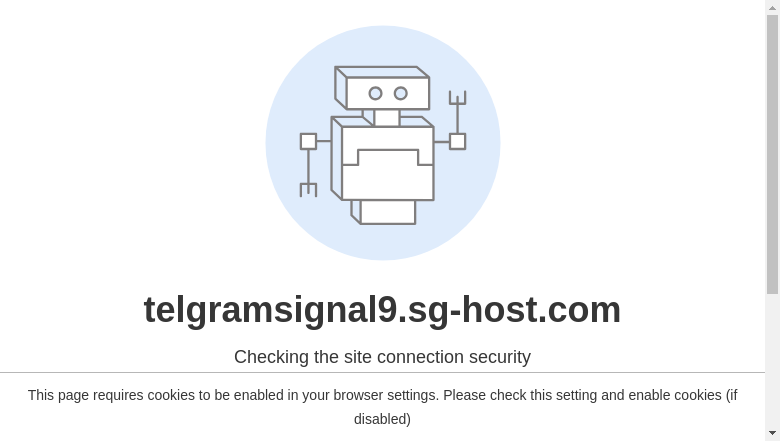 telgramsignal9.sg-host.com
Checking the site connection security
This page requires cookies to be enabled in your browser settings. Please check this setting and enable cookies (if
disabled)